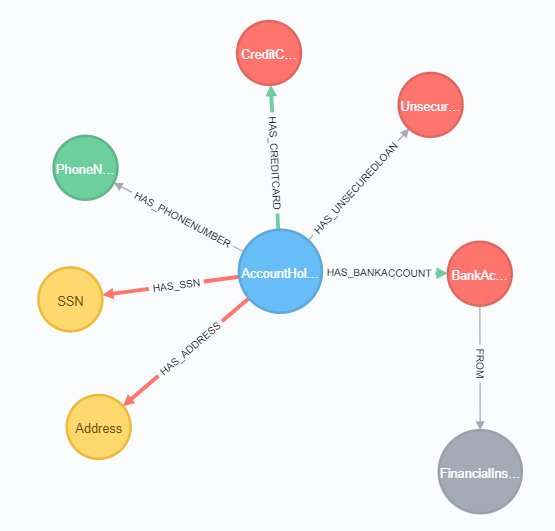 CreditC...
Unsecur...
HAS_CREDITCARD
HAS_UNSECUREDLOAN
PhoneN...
HAS_PHONENUMBER
AccountHol...
HAS_BANKACCOUNT
BankAc...
HAS_SSN
SSN
HAS_ADDRESS
FROM
Address
FinancialIns...